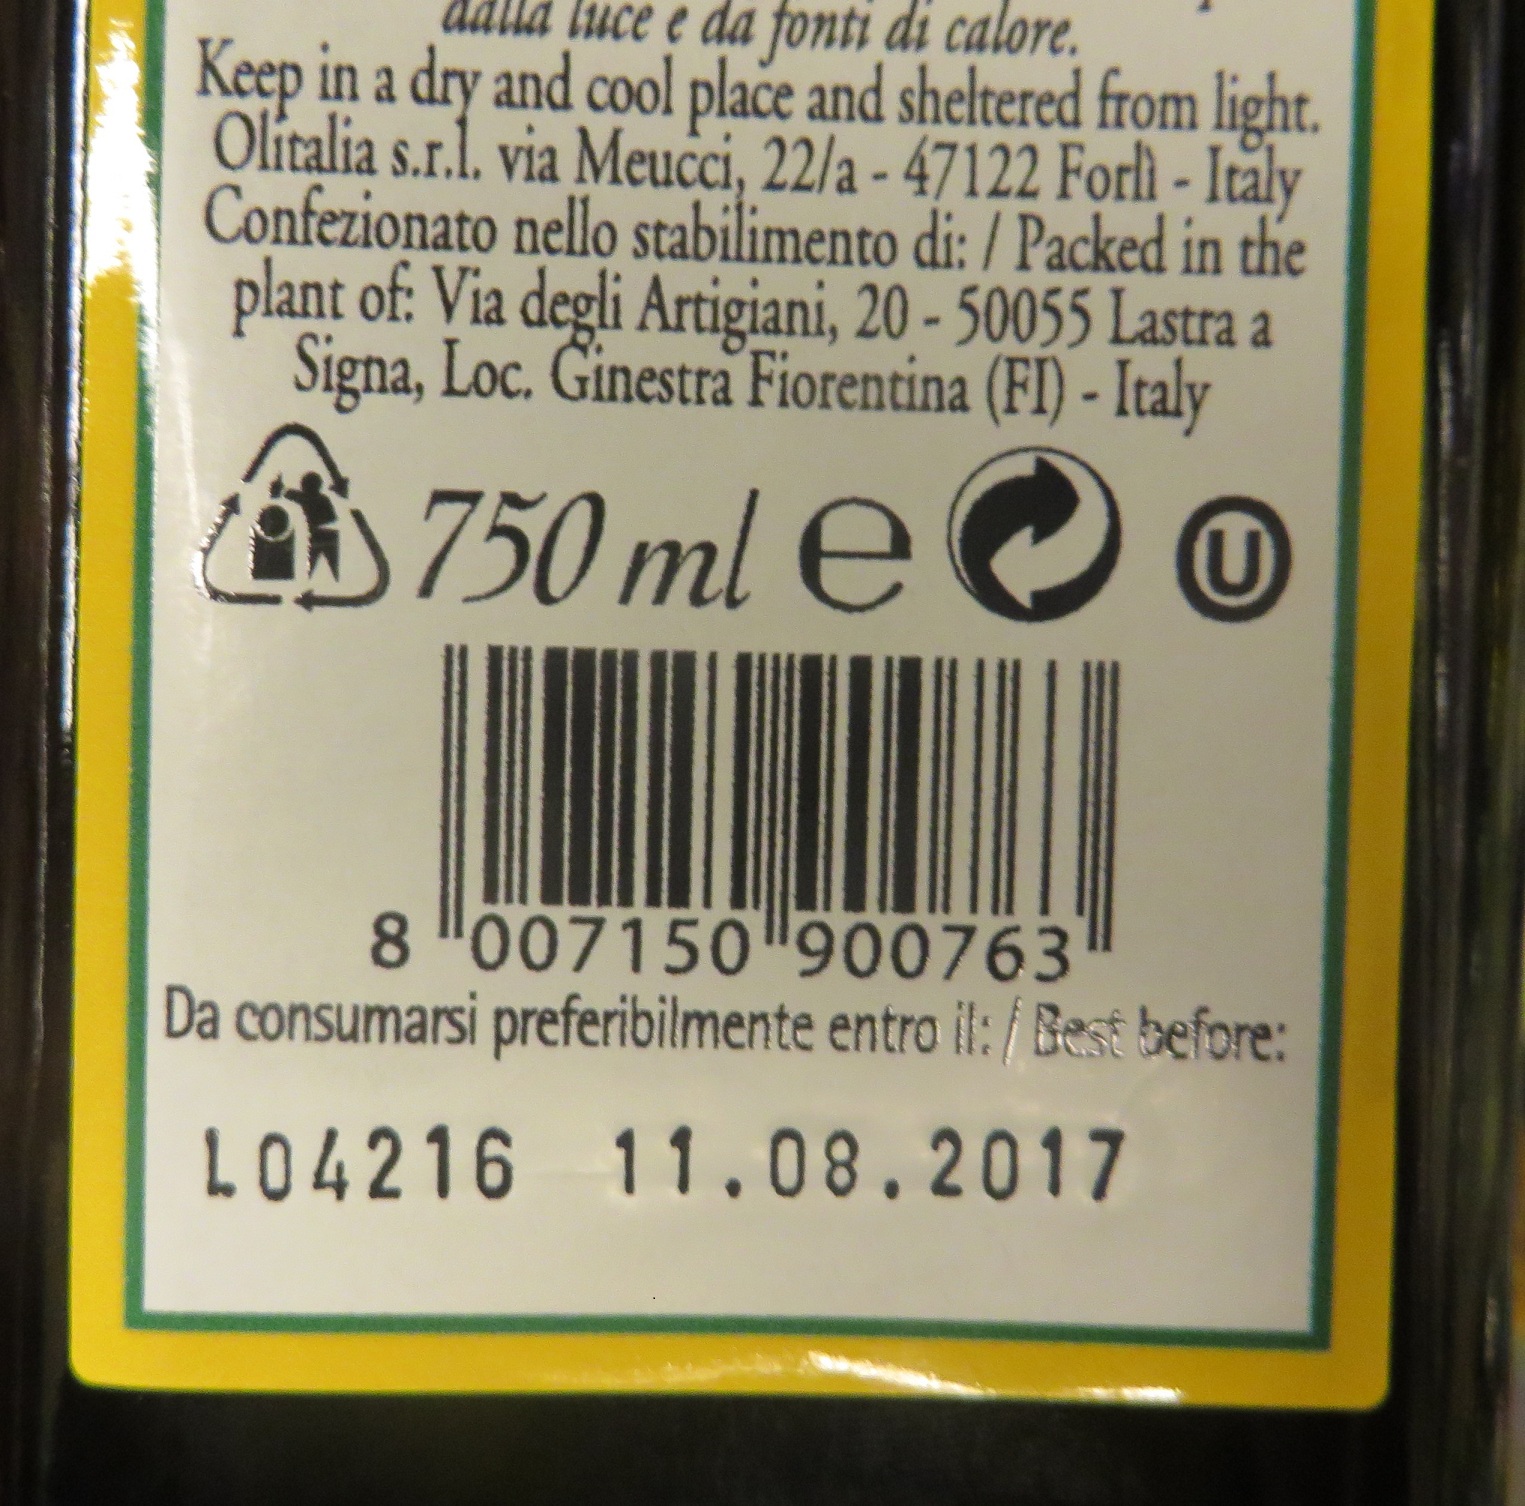 dalla luce e da fonti di calore.
Keep in a dry and cool place and sheltered from light.
Olitalia s.r.l. via Meucci, 22/a - 47122 Forlì - Italy
Confezionato nello stabilimento di: / Packed in the
plant of: Via degli Artigiani, 20 - 50055 Lastra a
Signa, Loc. Ginestra Fiorentina (FI) - Italy
750 ml e U
8 007150 900763
Da consumarsi preferibilmente entro il: / Best before:
L04216 11.08.2017